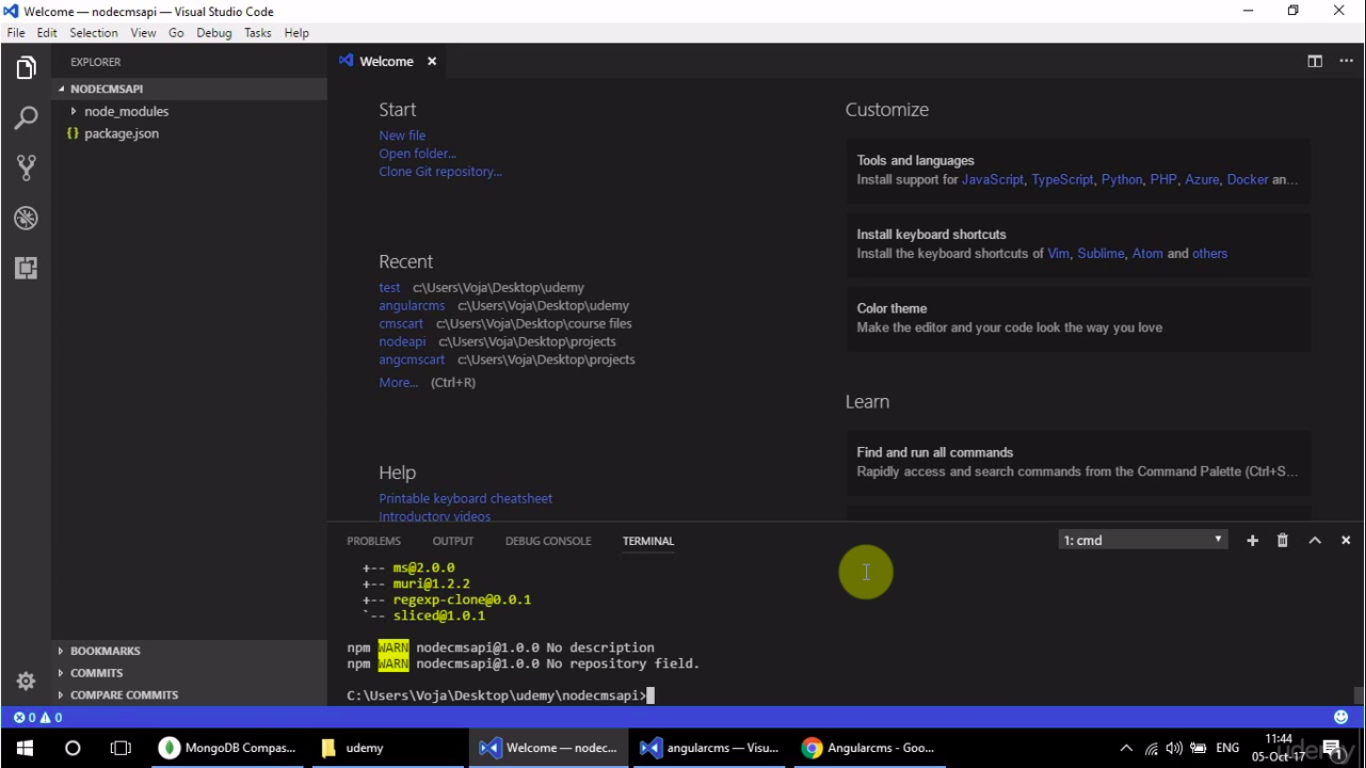 Welcome — nodecmsapi — Visual Studio Code
File Edit Selection View Go Debug Tasks Help
EXPLORER
NODECMSAPI
node_modules
{} package.json
BOOKMARKS
COMMITS
COMPARE COMMITS
Welcome ×
Start
New file
Open folder...
Clone Git repository...
Recent
test c:\Users\Voja\Desktop\udemy
angularcms c:\Users\Voja\Desktop\udemy
cmscart c:\Users\Voja\Desktop\course files
nodeapi c:\Users\Voja\Desktop\projects
angcmscart c:\Users\Voja\Desktop\projects
More... (Ctrl+R)
Help
Printable keyboard cheatsheet
Introductory videos
Customize
Tools and languages
Install support for JavaScript, TypeScript, Python, PHP, Azure, Docker an...
Install keyboard shortcuts
Install the keyboard shortcuts of Vim, Sublime, Atom and others
Color theme
Make the editor and your code look the way you love
Learn
Find and run all commands
Rapidly access and search commands from the Command Palette (Ctrl+S...
PROBLEMS OUTPUT DEBUG CONSOLE TERMINAL 1: cmd
+-- ms@2.0.0
+-- muri@1.2.2
+-- regexp-clone@0.0.1
`-- sliced@1.0.1
npm WARN nodecmsapi@1.0.0 No description
npm WARN nodecmsapi@1.0.0 No repository field.
C:\Users\Voja\Desktop\udemy\nodecmsapi>
0 0
MongoDB Compas... udemy Welcome — nodec... angularcms — Visu... Angularcms - Goo... ENG 11:44
05-Oct-17 1
udemy